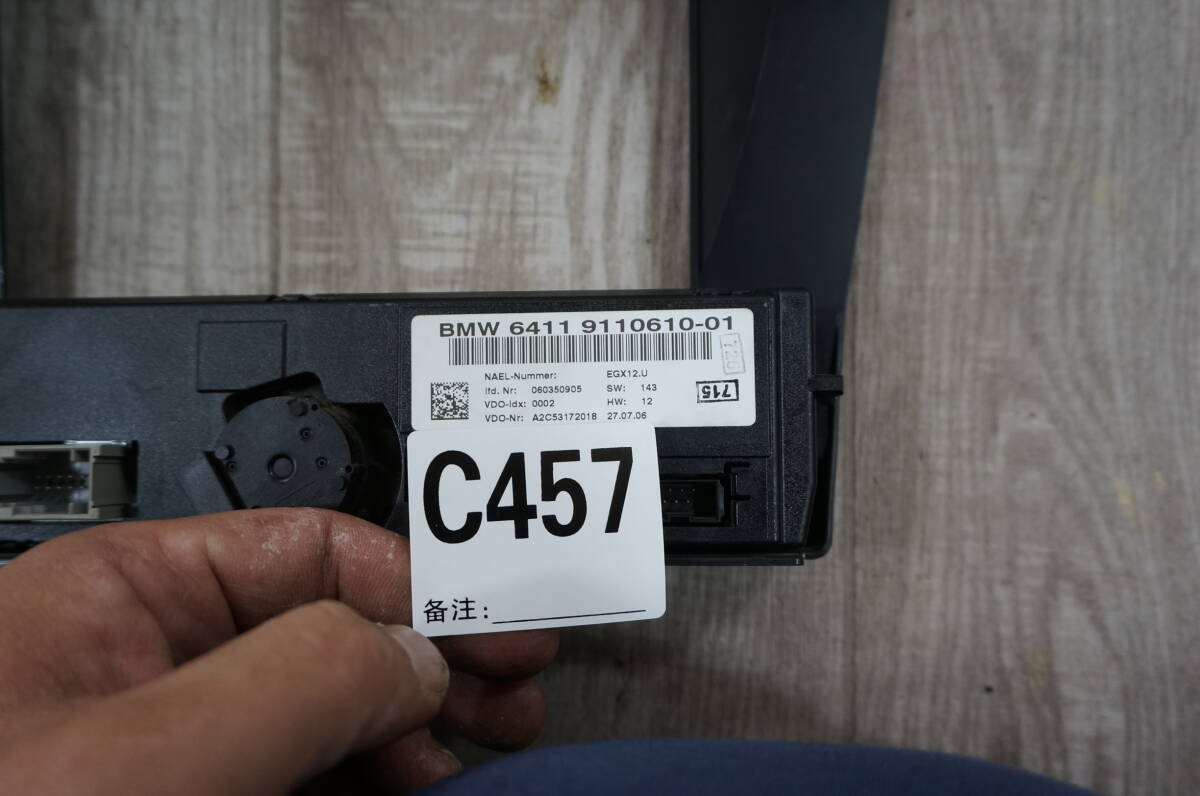 BMW 6411 9110610-01
726
NAEL-Nummer: EGX12.U
lfd. Nr: 060350905 SW: 143
VDO-Idx: 0002 HW: 12
VDO-Nr: A2C53172018 27.07.06
715
C457
备注:
F